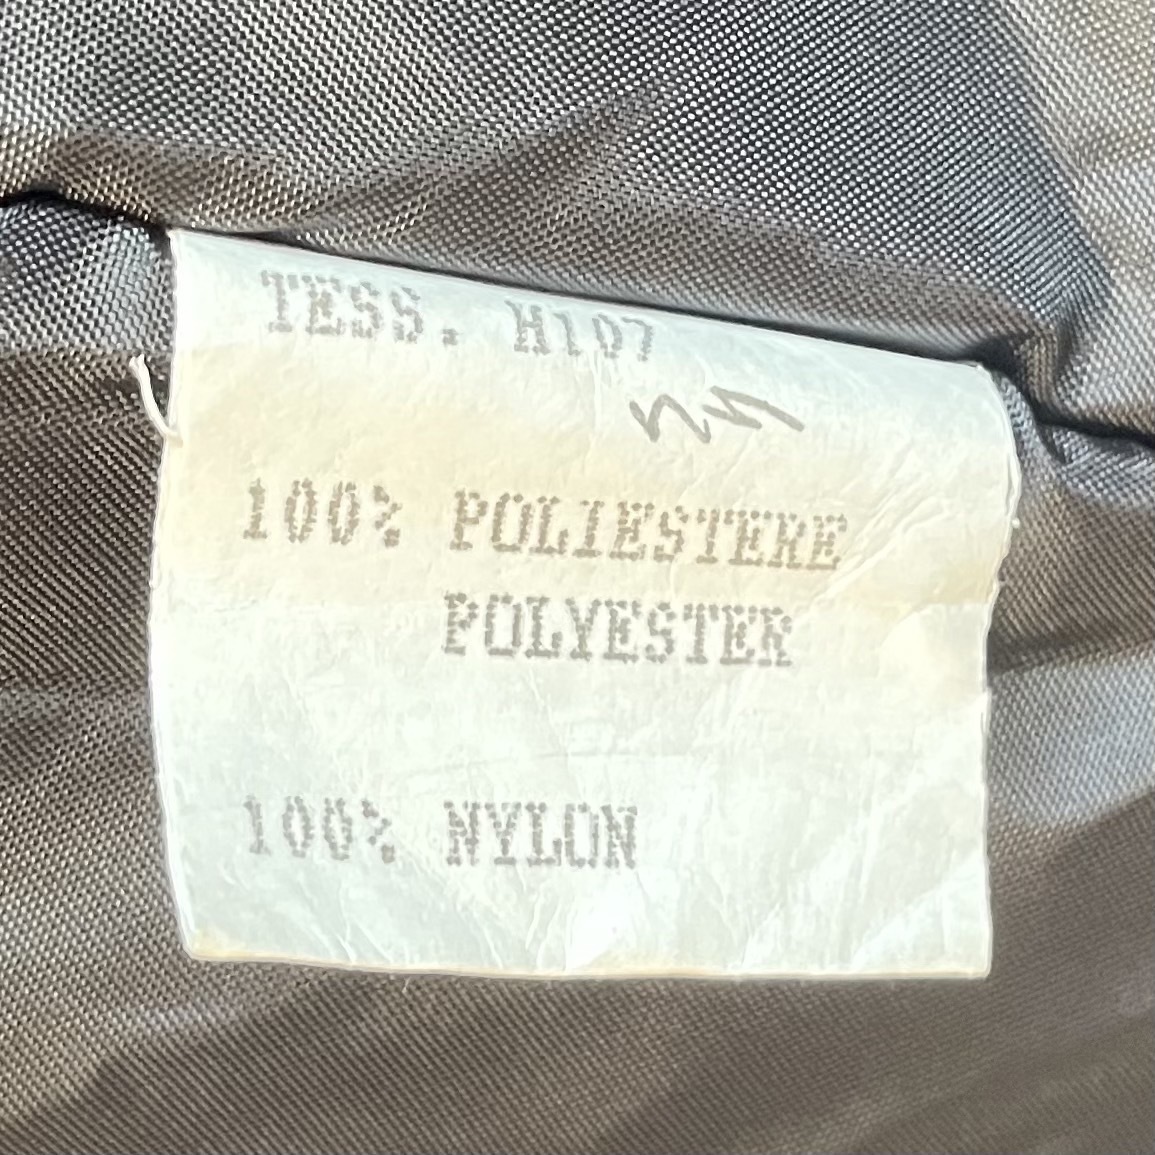 TESS. H107
100% POLIESTERE
POLYESTER
100% NYLON